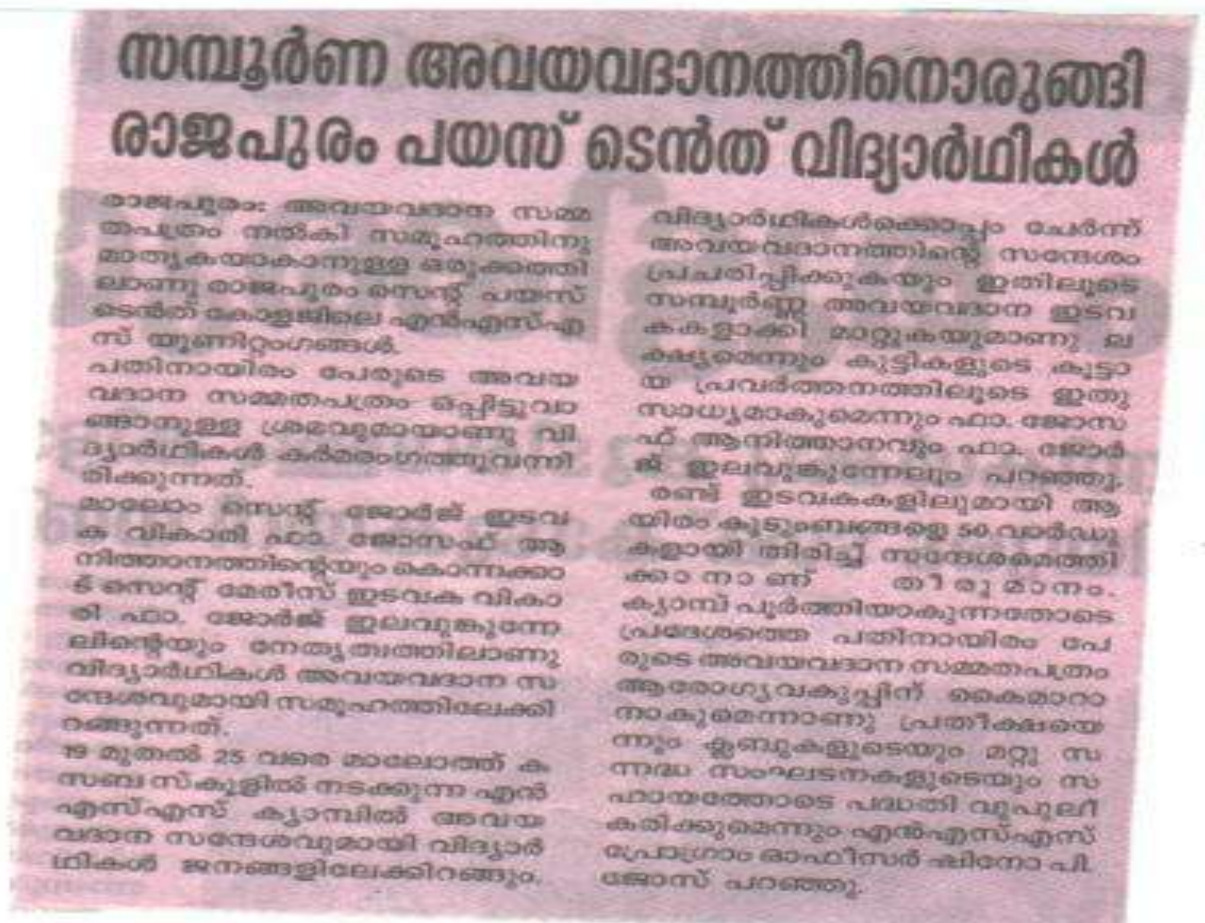 സമ്പൂർണ അവയവദാനത്തിനൊരുങ്ങി
രാജപുരം പയസ് ടെൻത് വിദ്യാർഥികൾ
രാജപുരം: അവയവദാന സമ്മ
തപത്രം നൽകി സമൂഹത്തിനു
മാതൃകയാകാനുള്ള ഒരുക്കത്തി
ലാണു രാജപുരം സെന്റ് പയസ്
ടെൻത് കോളജിലെ എൻഎസ്എ
സ് യൂണിറ്റംഗങ്ങൾ.
പതിനായിരം പേരുടെ അവയ
വദാന സമ്മതപത്രം ഒപ്പിട്ടുവാ
ങ്ങാനുള്ള ശ്രമവുമായാണു വി
ദ്യാർഥികൾ കർമരംഗത്തുവന്നി
രിക്കുന്നത്.
മാലോം സെന്റ് ജോർജ് ഇടവ
ക വികാരി ഫാ. ജോസഫ് ആ
നിത്താനത്തിന്റെയും കൊന്നക്കാ
ട് സെന്റ് മേരീസ് ഇടവക വികാ
രി ഫാ. ജോർജ് ഇലവുങ്കുന്നേ
ലിന്റെയും നേതൃത്വത്തിലാണു
വിദ്യാർഥികൾ അവയവദാന സ
ന്ദേശവുമായി സമൂഹത്തിലേക്കി
റങ്ങുന്നത്.
19 മുതൽ 25 വരെ മാലോത്ത് ക
സബ സ്കൂളിൽ നടക്കുന്ന എൻ
എസ്എസ് ക്യാമ്പിൽ അവയ
വദാന സന്ദേശവുമായി വിദ്യാർ
ഥികൾ ജനങ്ങളിലേക്കിറങ്ങും.
വിദ്യാർഥികൾക്കൊപ്പം ചേർന്ന്
അവയവദാനത്തിന്റെ സന്ദേശം
പ്രചരിപ്പിക്കുകയും ഇതിലൂടെ
സമ്പൂർണ്ണ അവയവദാന ഇടവ
കകളാക്കി മാറ്റുകയുമാണു ല
ക്ഷ്യമെന്നും കുട്ടികളുടെ കൂട്ടാ
യ പ്രവർത്തനത്തിലൂടെ ഇതു
സാധ്യമാകുമെന്നും ഫാ. ജോസ
ഫ് ആനിത്താനവും ഫാ. ജോർ
ജ് ഇലവുങ്കുന്നേലും പറഞ്ഞു.
രണ്ട് ഇടവകകളിലുമായി ആ
യിരം കുടുംബങ്ങളെ 50 വാർഡു
കളായി തിരിച്ച് സന്ദേശമെത്തി
ക്കാനാണ് തീരുമാനം.
ക്യാമ്പ് പൂർത്തിയാകുന്നതോടെ
പ്രദേശത്തെ പതിനായിരം പേ
രുടെ അവയവദാന സമ്മതപത്രം
ആരോഗ്യവകുപ്പിന് കൈമാറാ
നാകുമെന്നാണു പ്രതീക്ഷയെ
ന്നും ക്ലബുകളുടെയും മറ്റു സ
ന്നദ്ധ സംഘടനകളുടെയും സ
ഹായത്തോടെ പദ്ധതി വിപുലീ
കരിക്കുമെന്നും എൻഎസ്എസ്
പ്രോഗ്രാം ഓഫീസർ ഷിനോ പി.
ജോസ് പറഞ്ഞു.